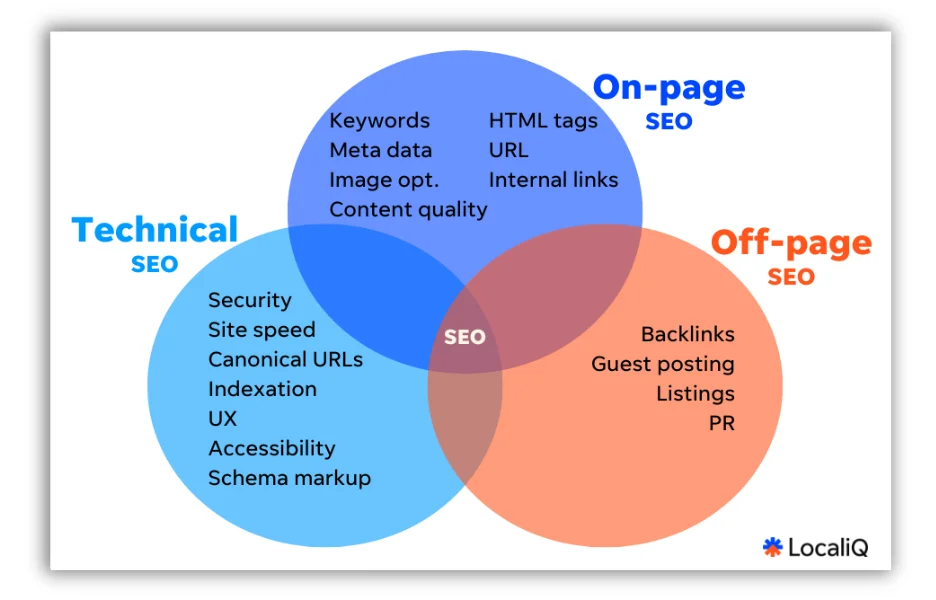 On-page
SEO
Keywords
Meta data
Image opt.
Content quality
HTML tags
URL
Internal links
Technical
SEO
Security
Site speed
Canonical URLs
Indexation
UX
Accessibility
Schema markup
SEO
Off-page
SEO
Backlinks
Guest posting
Listings
PR
LocaliQ